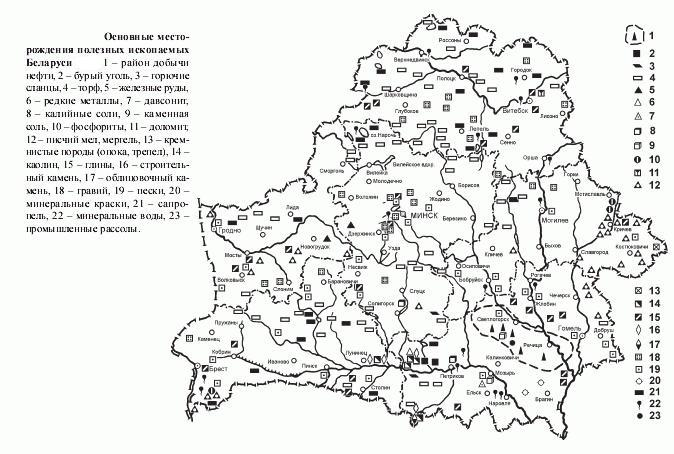 Основные место-
рождения полезных ископаемых
Беларуси 1 – район добычи
нефти, 2 – бурый уголь, 3 – горючие
сланцы, 4 – торф, 5 – железные руды,
6 – редкие металлы, 7 – давсонит,
8 – калийные соли, 9 – каменная
соль, 10 – фосфориты, 11 – доломит,
12 – писчий мел, мергель, 13 – крем-
нистые породы (опока, трепел), 14 –
каолин, 15 – глины, 16 – строитель-
ный камень, 17 – облицовочный ка-
мень, 18 – гравий, 19 – пески, 20 –
минеральные краски, 21 – сапро-
пель, 22 – минеральные воды, 23 –
промышленные рассолы.
Россоны
Верхнедвинск
Полоцк
Городок
Шарковщина
Глубокое
Витебск
Лиозно
оз.Нарочь
Лепель
Сенно
Орша
Сморгонь
Вилейка
Вилейское вдхр.
Молодечно
Борисов
Горки
Мстиславль
Воложин
Жодино
МИНСК
Березино
Лида
Щучин
Гродно
Новогрудок
Дзержинск
Узда
Могилев
Кричев
Костюковичи
Славгород
Быхов
Кличев
Мосты
Волковыск
Слоним
Несвиж
Барановичи
Слуцк
Осиповичи
Бобруйск
Рогачев
Жлобин
Чечерск
Солигорск
Пружаны
Каменец
Кобрин
Иваново
Пинск
Лунинец
Светлогорск
Речица
Гомель
Добруш
Калинковичи
Мозырь
Петриков
Брест
Столин
Ельск
Наровля
Брагин
1
2
3
4
5
6
7
8
9
10
11
12
13
14
15
16
17
18
19
20
21
22
23